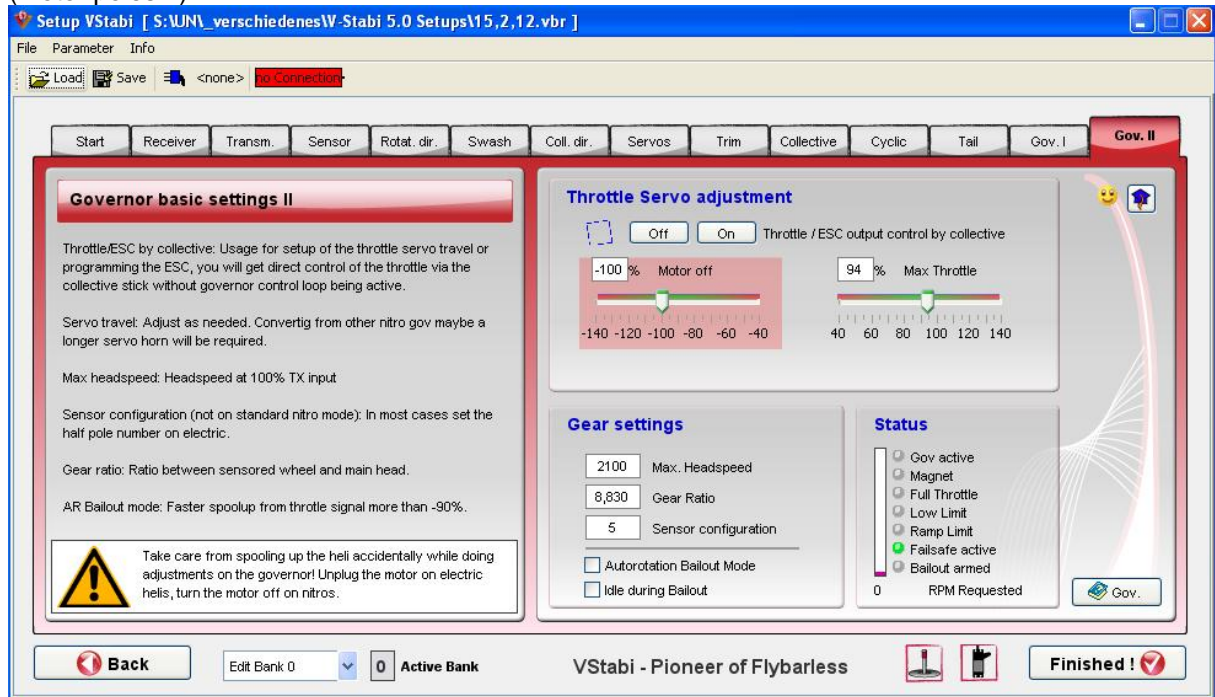 Setup VStabi [ S:\UN\_verschiedenes\V-Stabi 5.0 Setups\15,2,12.vbr ]
File Parameter Info
Load Save <none> no Connection
Start Receiver Transm. Sensor Rotat. dir. Swash Coll. dir. Servos Trim Collective Cyclic Tail Gov. I Gov. II
Governor basic settings II
Throttle/ESC by collective: Usage for setup of the throttle servo travel or
programming the ESC, you will get direct control of the throttle via the
collective stick without governor control loop being active.
Servo travel: Adjust as needed. Convertig from other nitro gov maybe a
longer servo horn will be required.
Max headspeed: Headspeed at 100% TX input
Sensor configuration (not on standard nitro mode): In most cases set the
half pole number on electric.
Gear ratio: Ratio between sensored wheel and main head.
AR Bailout mode: Faster spoolup from throtle signal more than -90%.
Take care from spooling up the heli accidentally while doing
adjustments on the governor! Unplug the motor on electric
helis, turn the motor off on nitros.
Throttle Servo adjustment
Off On Throttle / ESC output control by collective
-100 % Motor off
-140 -120 -100 -80 -60 -40
94 % Max Throttle
40 60 80 100 120 140
Gear settings
2100 Max. Headspeed
8,830 Gear Ratio
5 Sensor configuration
Autorotation Bailout Mode
Idle during Bailout
Status
Gov active
Magnet
Full Throttle
Low Limit
Ramp Limit
Failsafe active
Bailout armed
0 RPM Requested
Gov.
Back Edit Bank 0 0 Active Bank VStabi - Pioneer of Flybarless Finished !